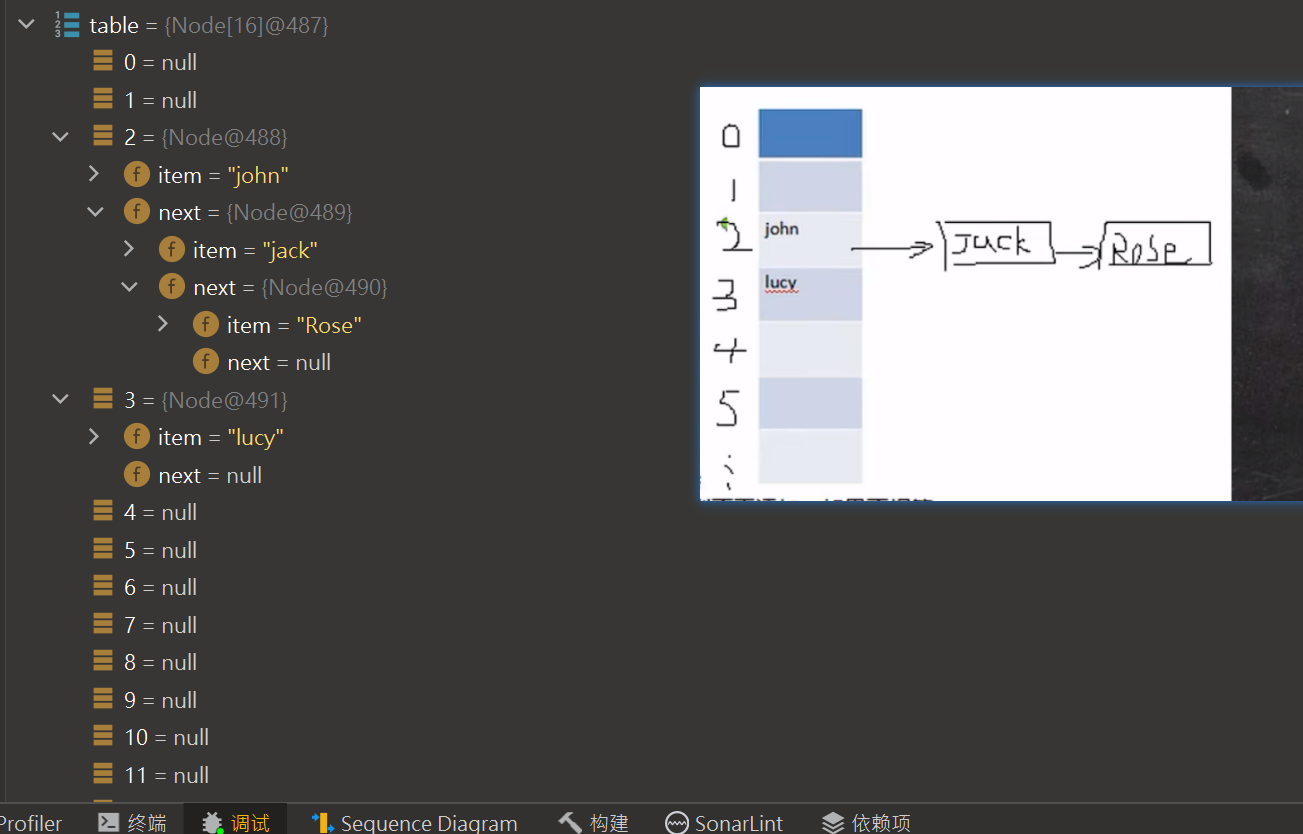 table = {Node[16]@487}
0 = null
1 = null
2 = {Node@488}
item = "john"
next = {Node@489}
item = "jack"
next = {Node@490}
item = "Rose"
next = null
3 = {Node@491}
item = "lucy"
next = null
4 = null
5 = null
6 = null
7 = null
8 = null
9 = null
10 = null
11 = null
0
1
2 john Jack Rose
3 lucy
4
5
Profiler 终端 调试 Sequence Diagram 构建 SonarLint 依赖项